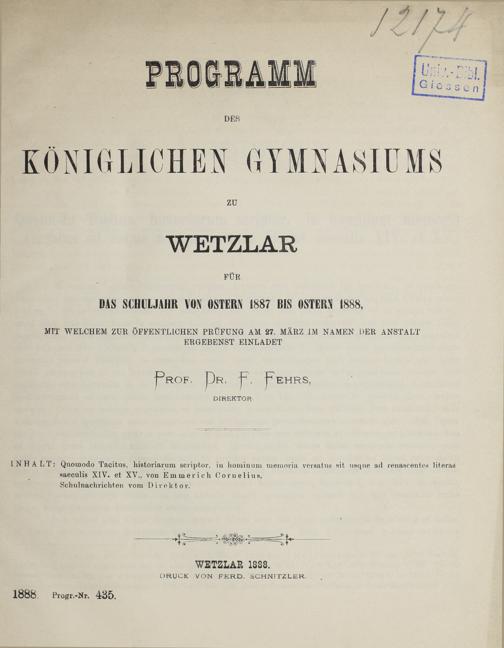 12174
Univ.-Bibl.
Giessen
PROGRAMM
DES
KÖNIGLICHEN GYMNASIUMS
ZU
WETZLAR
FÜR
DAS SCHULJAHR VON OSTERN 1887 BIS OSTERN 1888,
MIT WELCHEM ZUR ÖFFENTLICHEN PRÜFUNG AM 27. MÄRZ IM NAMEN DER ANSTALT
ERGEBENST EINLADET
PROF. DR. F. FEHRS,
DIREKTOR
INHALT: Quomodo Tacitus, historiarum scriptor, in hominum memoria versatus sit usque ad renascentes literas
saeculis XIV. et XV., von Emmerich Cornelius.
Schulnachrichten vom Direktor.
WETZLAR 1888.
DRUCK VON FERD. SCHNITZLER.
1888. Progr.-Nr. 435.